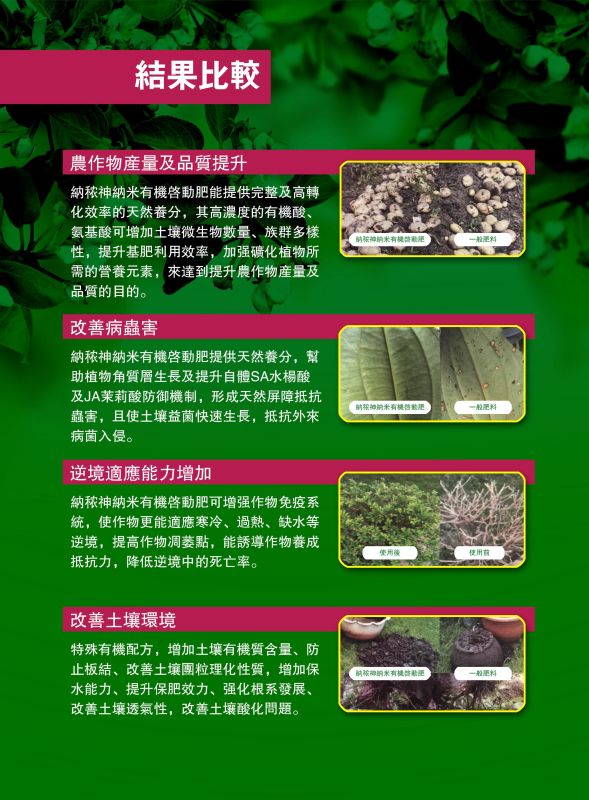 結果比較
農作物産量及品質提升
納秾神納米有機啓動肥能提供完整及高轉
化效率的天然養分，其高濃度的有機酸、
氨基酸可增加土壤微生物數量、族群多樣
性，提升基肥利用效率，加强礦化植物所
需的營養元素，來達到提升農作物産量及
品質的目的。
納秾神納米有機啓動肥
一般肥料
改善病蟲害
納秾神納米有機啓動肥提供天然養分，幫
助植物角質層生長及提升自體SA水楊酸
及JA茉莉酸防御機制，形成天然屏障抵抗
蟲害，且使土壤益菌快速生長，抵抗外來
病菌入侵。
納秾神納米有機啓動肥
一般肥料
逆境適應能力增加
納秾神納米有機啓動肥可增强作物免疫系
統，使作物更能適應寒冷、過熱、缺水等
逆境，提高作物凋萎點，能誘導作物養成
抵抗力，降低逆境中的死亡率。
使用後
使用前
改善土壤環境
特殊有機配方，增加土壤有機質含量、防
止板結、改善土壤團粒理化性質，增加保
水能力、提升保肥效力、强化根系發展、
改善土壤透氣性，改善土壤酸化問題。
納秾神納米有機啓動肥
一般肥料